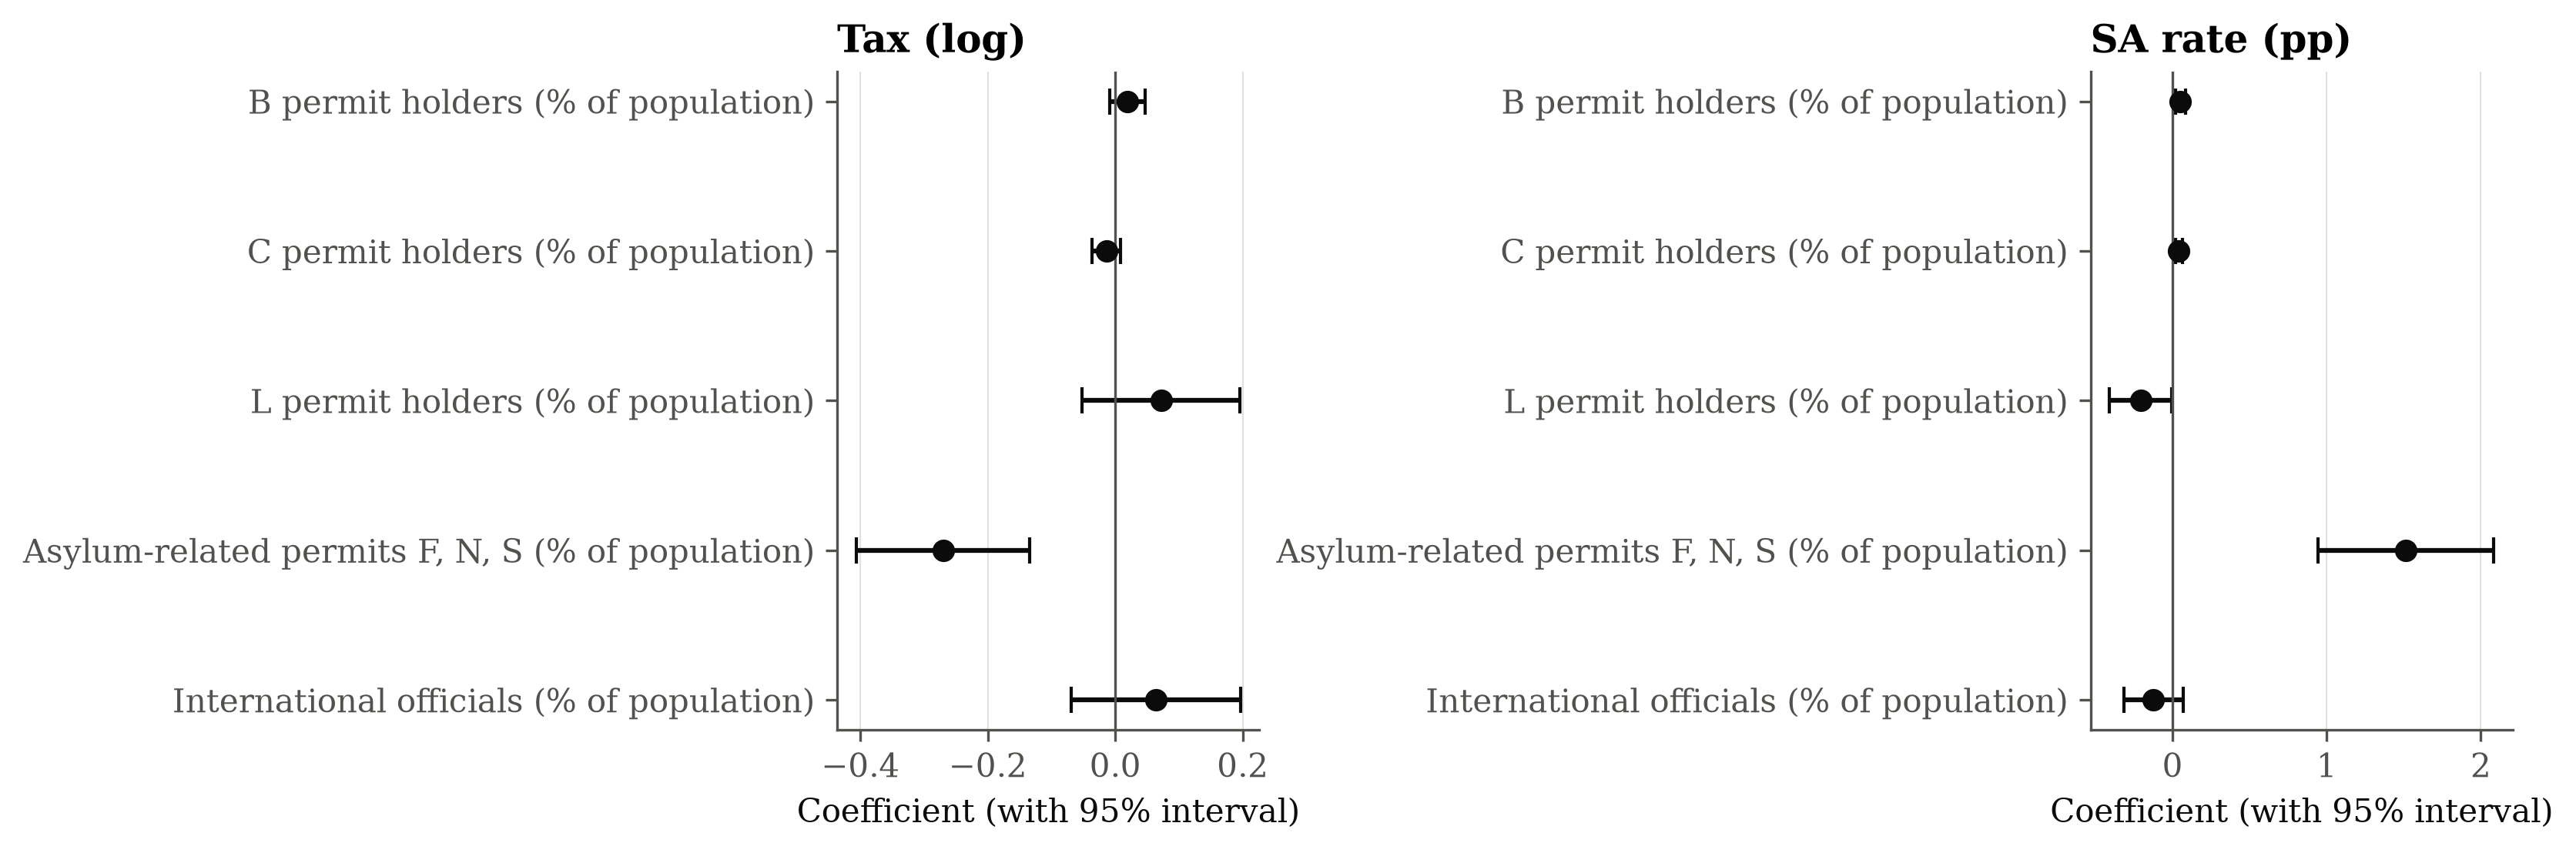 Tax (log)
B permit holders (% of population)
C permit holders (% of population)
L permit holders (% of population)
Asylum-related permits F, N, S (% of population)
International officials (% of population)
−0.4 −0.2 0.0 0.2
Coefficient (with 95% interval)
SA rate (pp)
B permit holders (% of population)
C permit holders (% of population)
L permit holders (% of population)
Asylum-related permits F, N, S (% of population)
International officials (% of population)
0 1 2
Coefficient (with 95% interval)